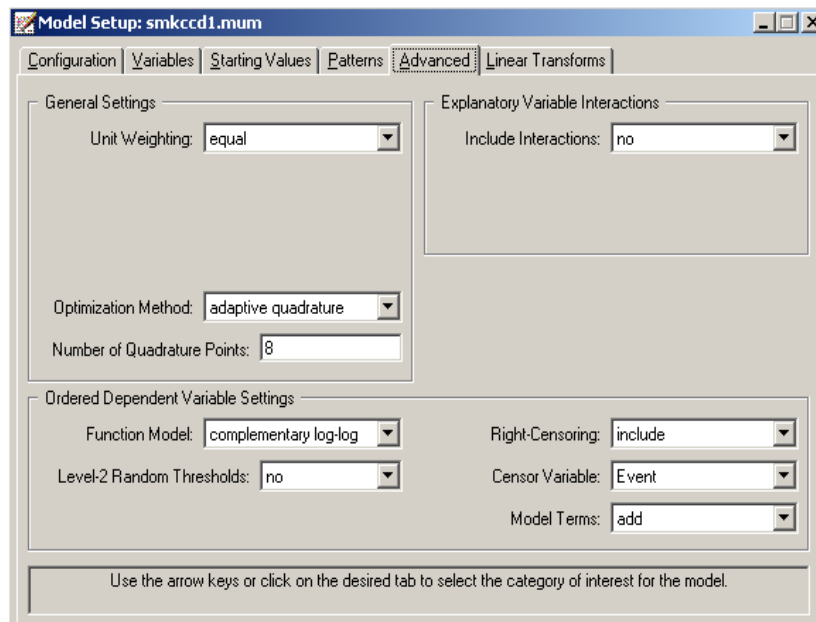 Model Setup: smkccd1.mum
Configuration Variables Starting Values Patterns Advanced Linear Transforms
General Settings
Unit Weighting: equal
Optimization Method: adaptive quadrature
Number of Quadrature Points: 8
Explanatory Variable Interactions
Include Interactions: no
Ordered Dependent Variable Settings
Function Model: complementary log-log
Level-2 Random Thresholds: no
Right-Censoring: include
Censor Variable: Event
Model Terms: add
Use the arrow keys or click on the desired tab to select the category of interest for the model.